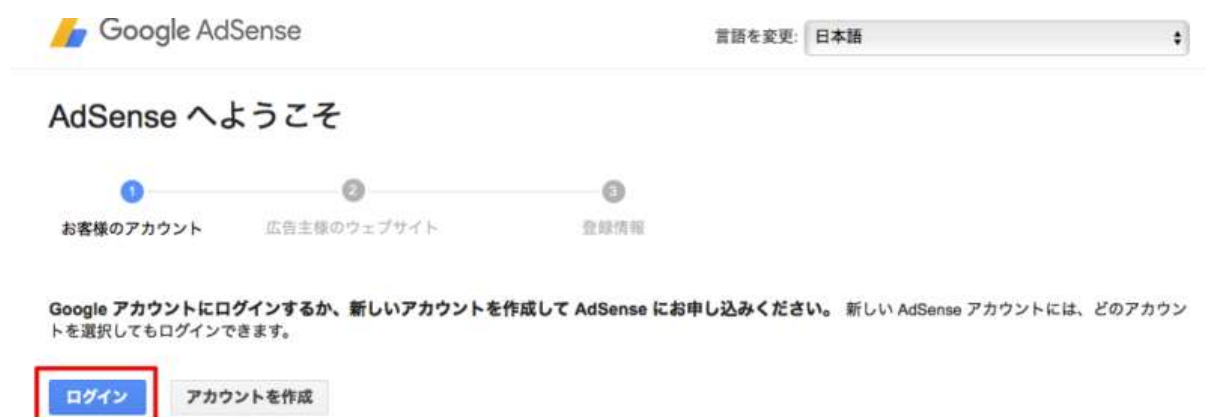 Google AdSense
言語を変更: 日本語
AdSense へようこそ
1 2 3
お客様のアカウント 広告主様のウェブサイト 登録情報
Google アカウントにログインするか、新しいアカウントを作成して AdSense にお申し込みください。 新しい AdSense アカウントには、どのアカウン
トを選択してもログインできます。
ログイン アカウントを作成